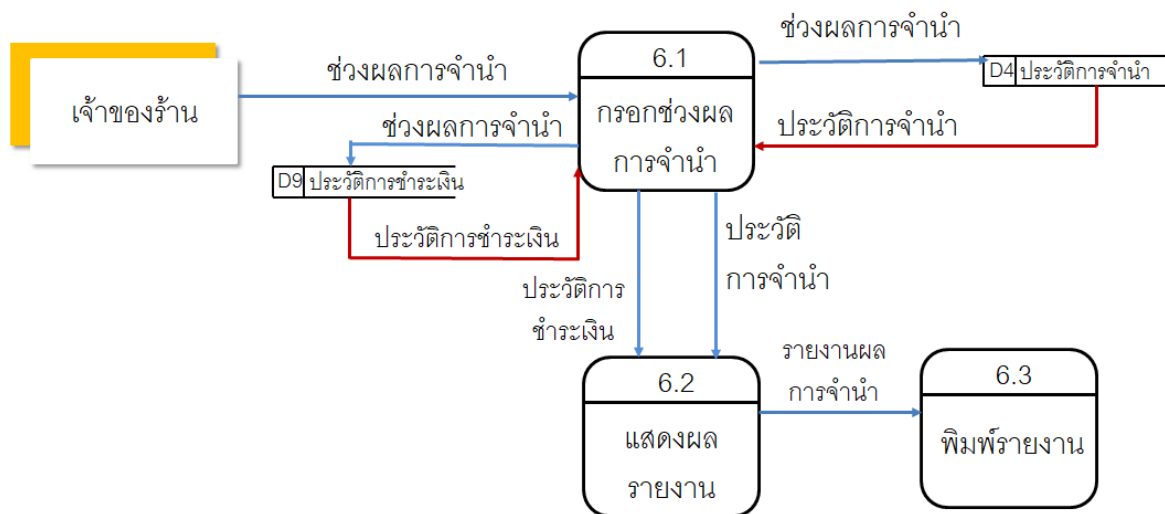 ช่วงผลการจำนำ
6.1
D4 ประวัติการจำนำ
ช่วงผลการจำนำ
เจ้าของร้าน
กรอกช่วงผล
การจำนำ
ช่วงผลการจำนำ
ประวัติการจำนำ
D9 ประวัติการชำระเงิน
ประวัติการชำระเงิน
ประวัติ
การจำนำ
ประวัติการ
ชำระเงิน
รายงานผล
การจำนำ
6.2
แสดงผล
รายงาน
6.3
พิมพ์รายงาน